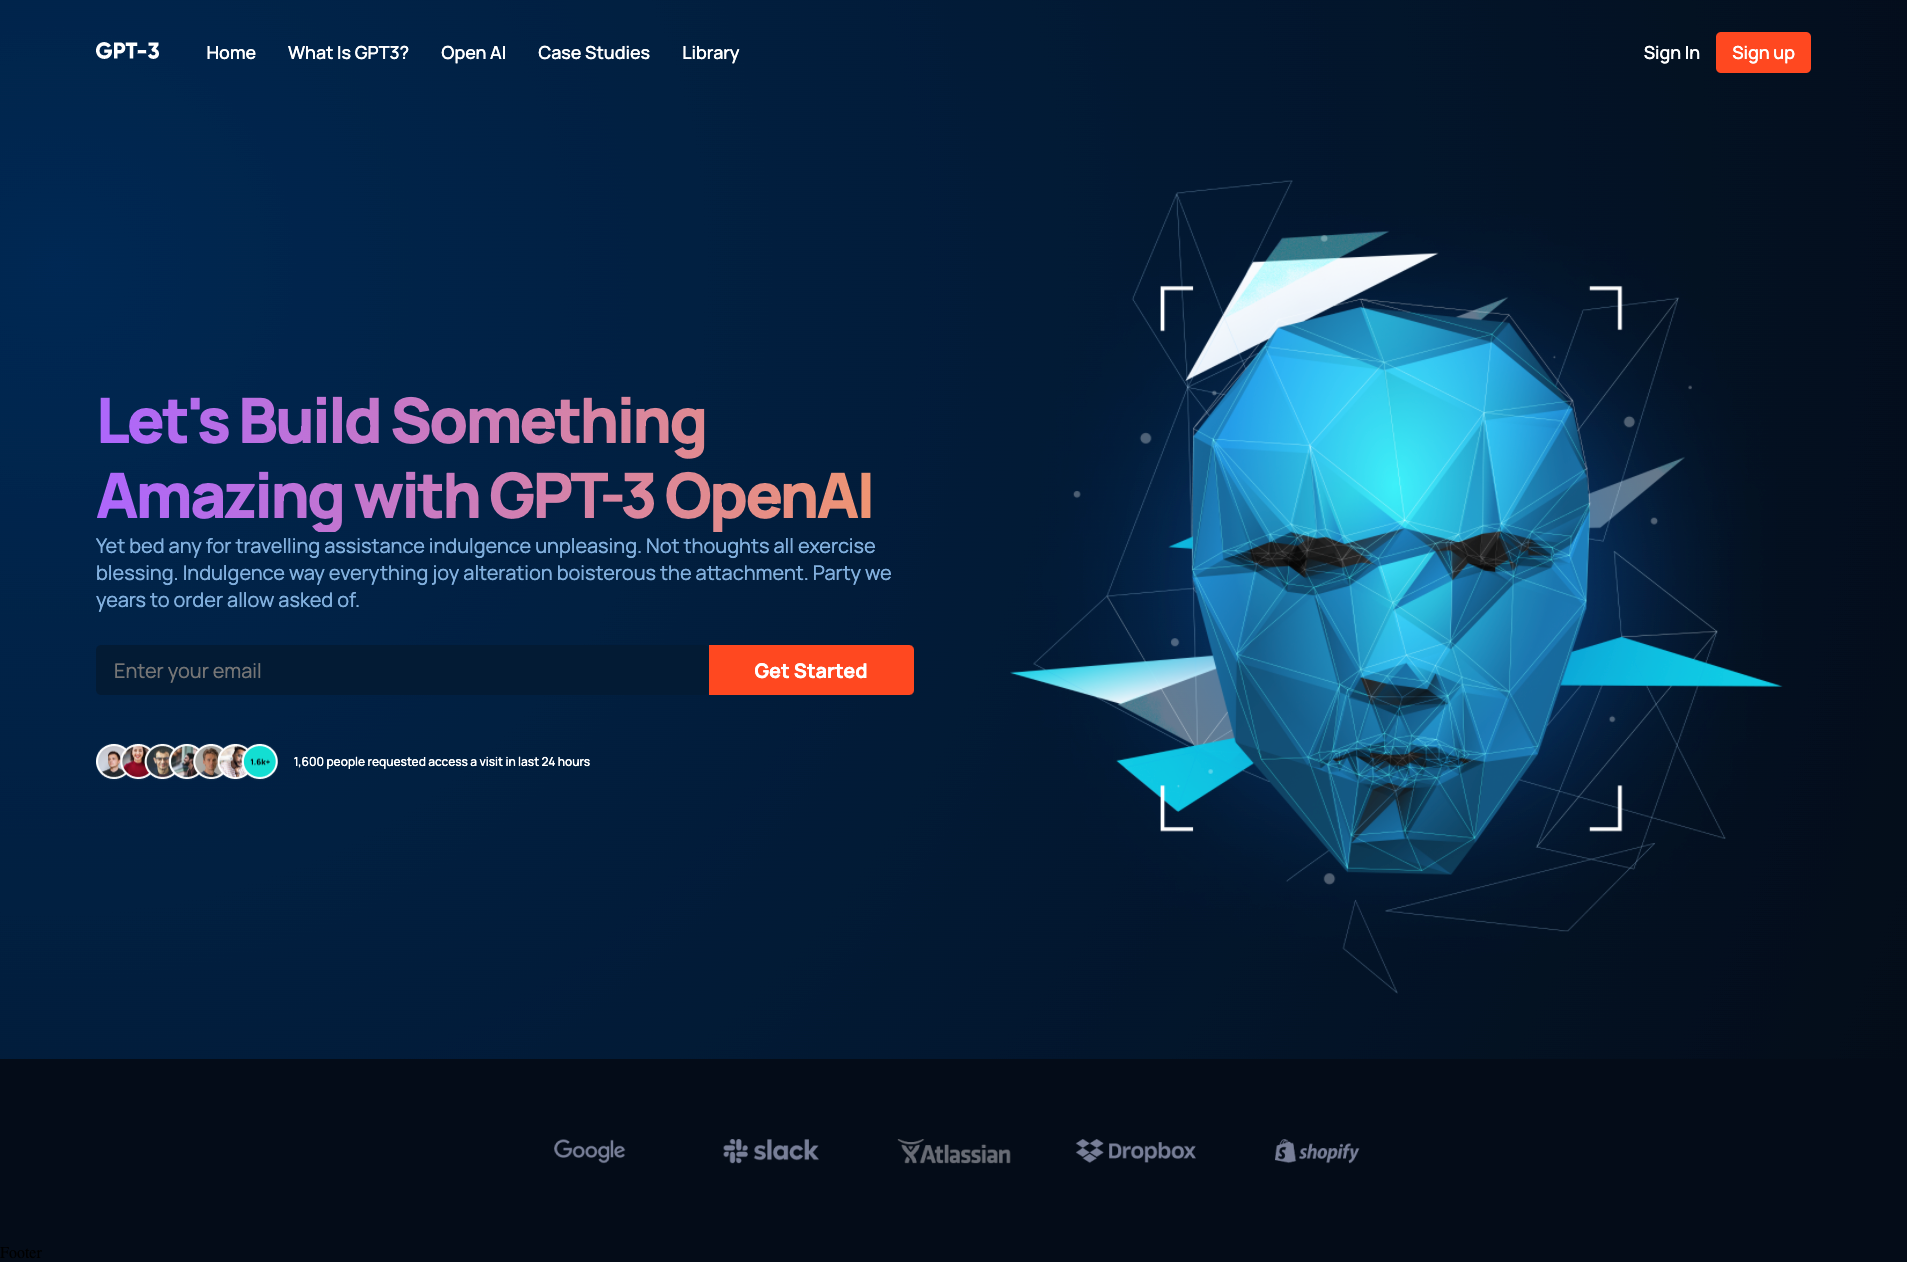 GPT-3 Home What Is GPT3? Open AI Case Studies Library Sign In Sign up
Let's Build Something
Amazing with GPT-3 OpenAI
Yet bed any for travelling assistance indulgence unpleasing. Not thoughts all exercise
blessing. Indulgence way everything joy alteration boisterous the attachment. Party we
years to order allow asked of.
Enter your email Get Started
1.6k+ 1,600 people requested access a visit in last 24 hours
Google slack Atlassian Dropbox shopify
Footer